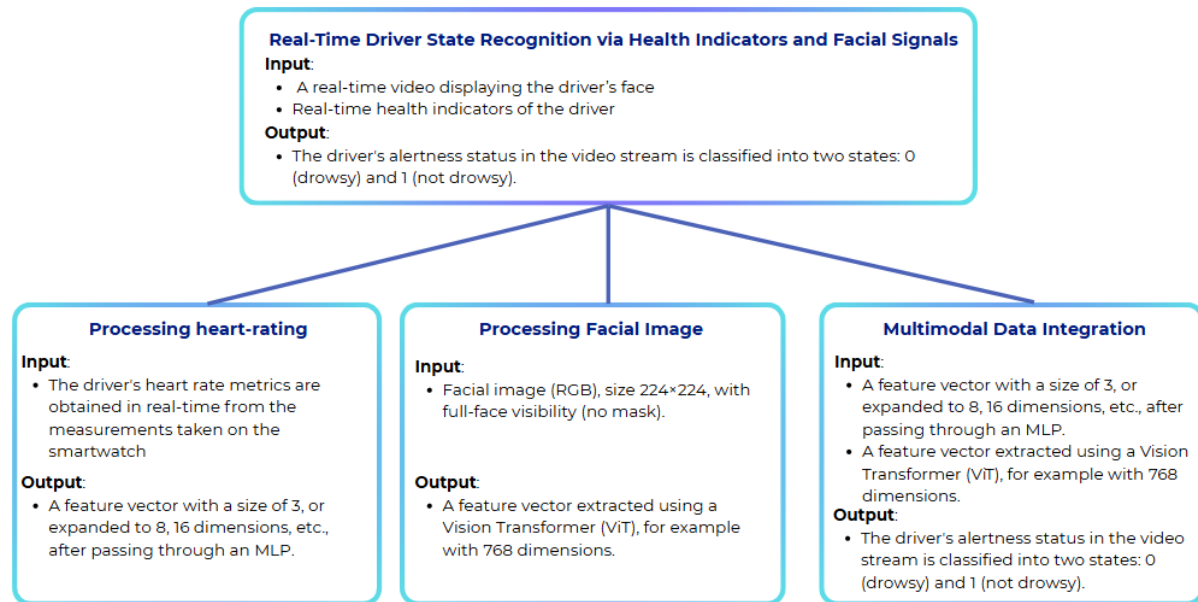 Real-Time Driver State Recognition via Health Indicators and Facial Signals
Input:
• A real-time video displaying the driver's face
• Real-time health indicators of the driver
Output:
• The driver's alertness status in the video stream is classified into two states: 0
(drowsy) and 1 (not drowsy).
Processing heart-rating
Input:
• The driver's heart rate metrics are
obtained in real-time from the
measurements taken on the
smartwatch
Output:
• A feature vector with a size of 3, or
expanded to 8, 16 dimensions, etc.,
after passing through an MLP.
Processing Facial Image
Input:
• Facial image (RGB), size 224×224, with
full-face visibility (no mask).
Output:
• A feature vector extracted using a
Vision Transformer (ViT), for example
with 768 dimensions.
Multimodal Data Integration
Input:
• A feature vector with a size of 3, or
expanded to 8, 16 dimensions, etc., after
passing through an MLP.
• A feature vector extracted using a Vision
Transformer (ViT), for example with 768
dimensions.
Output:
• The driver's alertness status in the video
stream is classified into two states: 0
(drowsy) and 1 (not drowsy).